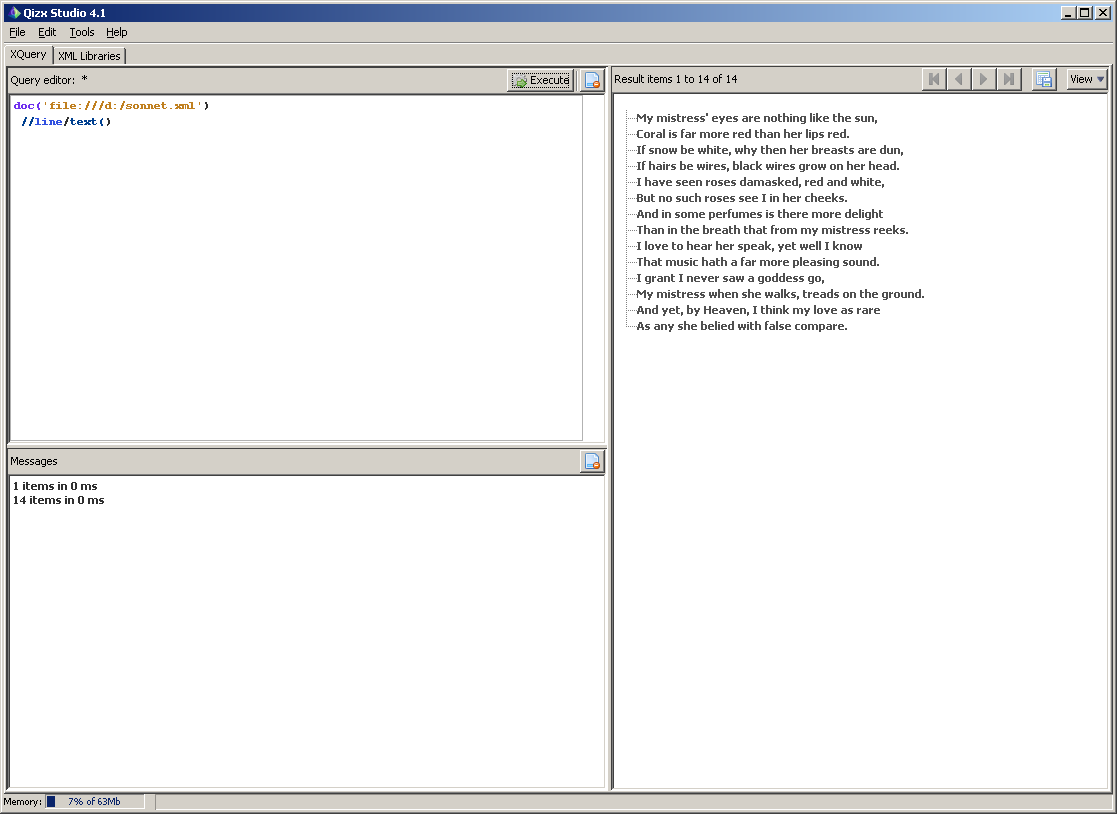 Qizx Studio 4.1
File Edit Tools Help
XQuery XML Libraries
Query editor: *
Execute
doc('file:///d:/sonnet.xml')
//line/text()
Messages
1 items in 0 ms
14 items in 0 ms
Result items 1 to 14 of 14
View
My mistress' eyes are nothing like the sun,
Coral is far more red than her lips red.
If snow be white, why then her breasts are dun,
If hairs be wires, black wires grow on her head.
I have seen roses damasked, red and white,
But no such roses see I in her cheeks.
And in some perfumes is there more delight
Than in the breath that from my mistress reeks.
I love to hear her speak, yet well I know
That music hath a far more pleasing sound.
I grant I never saw a goddess go,
My mistress when she walks, treads on the ground.
And yet, by Heaven, I think my love as rare
As any she belied with false compare.
Memory: 7% of 63Mb